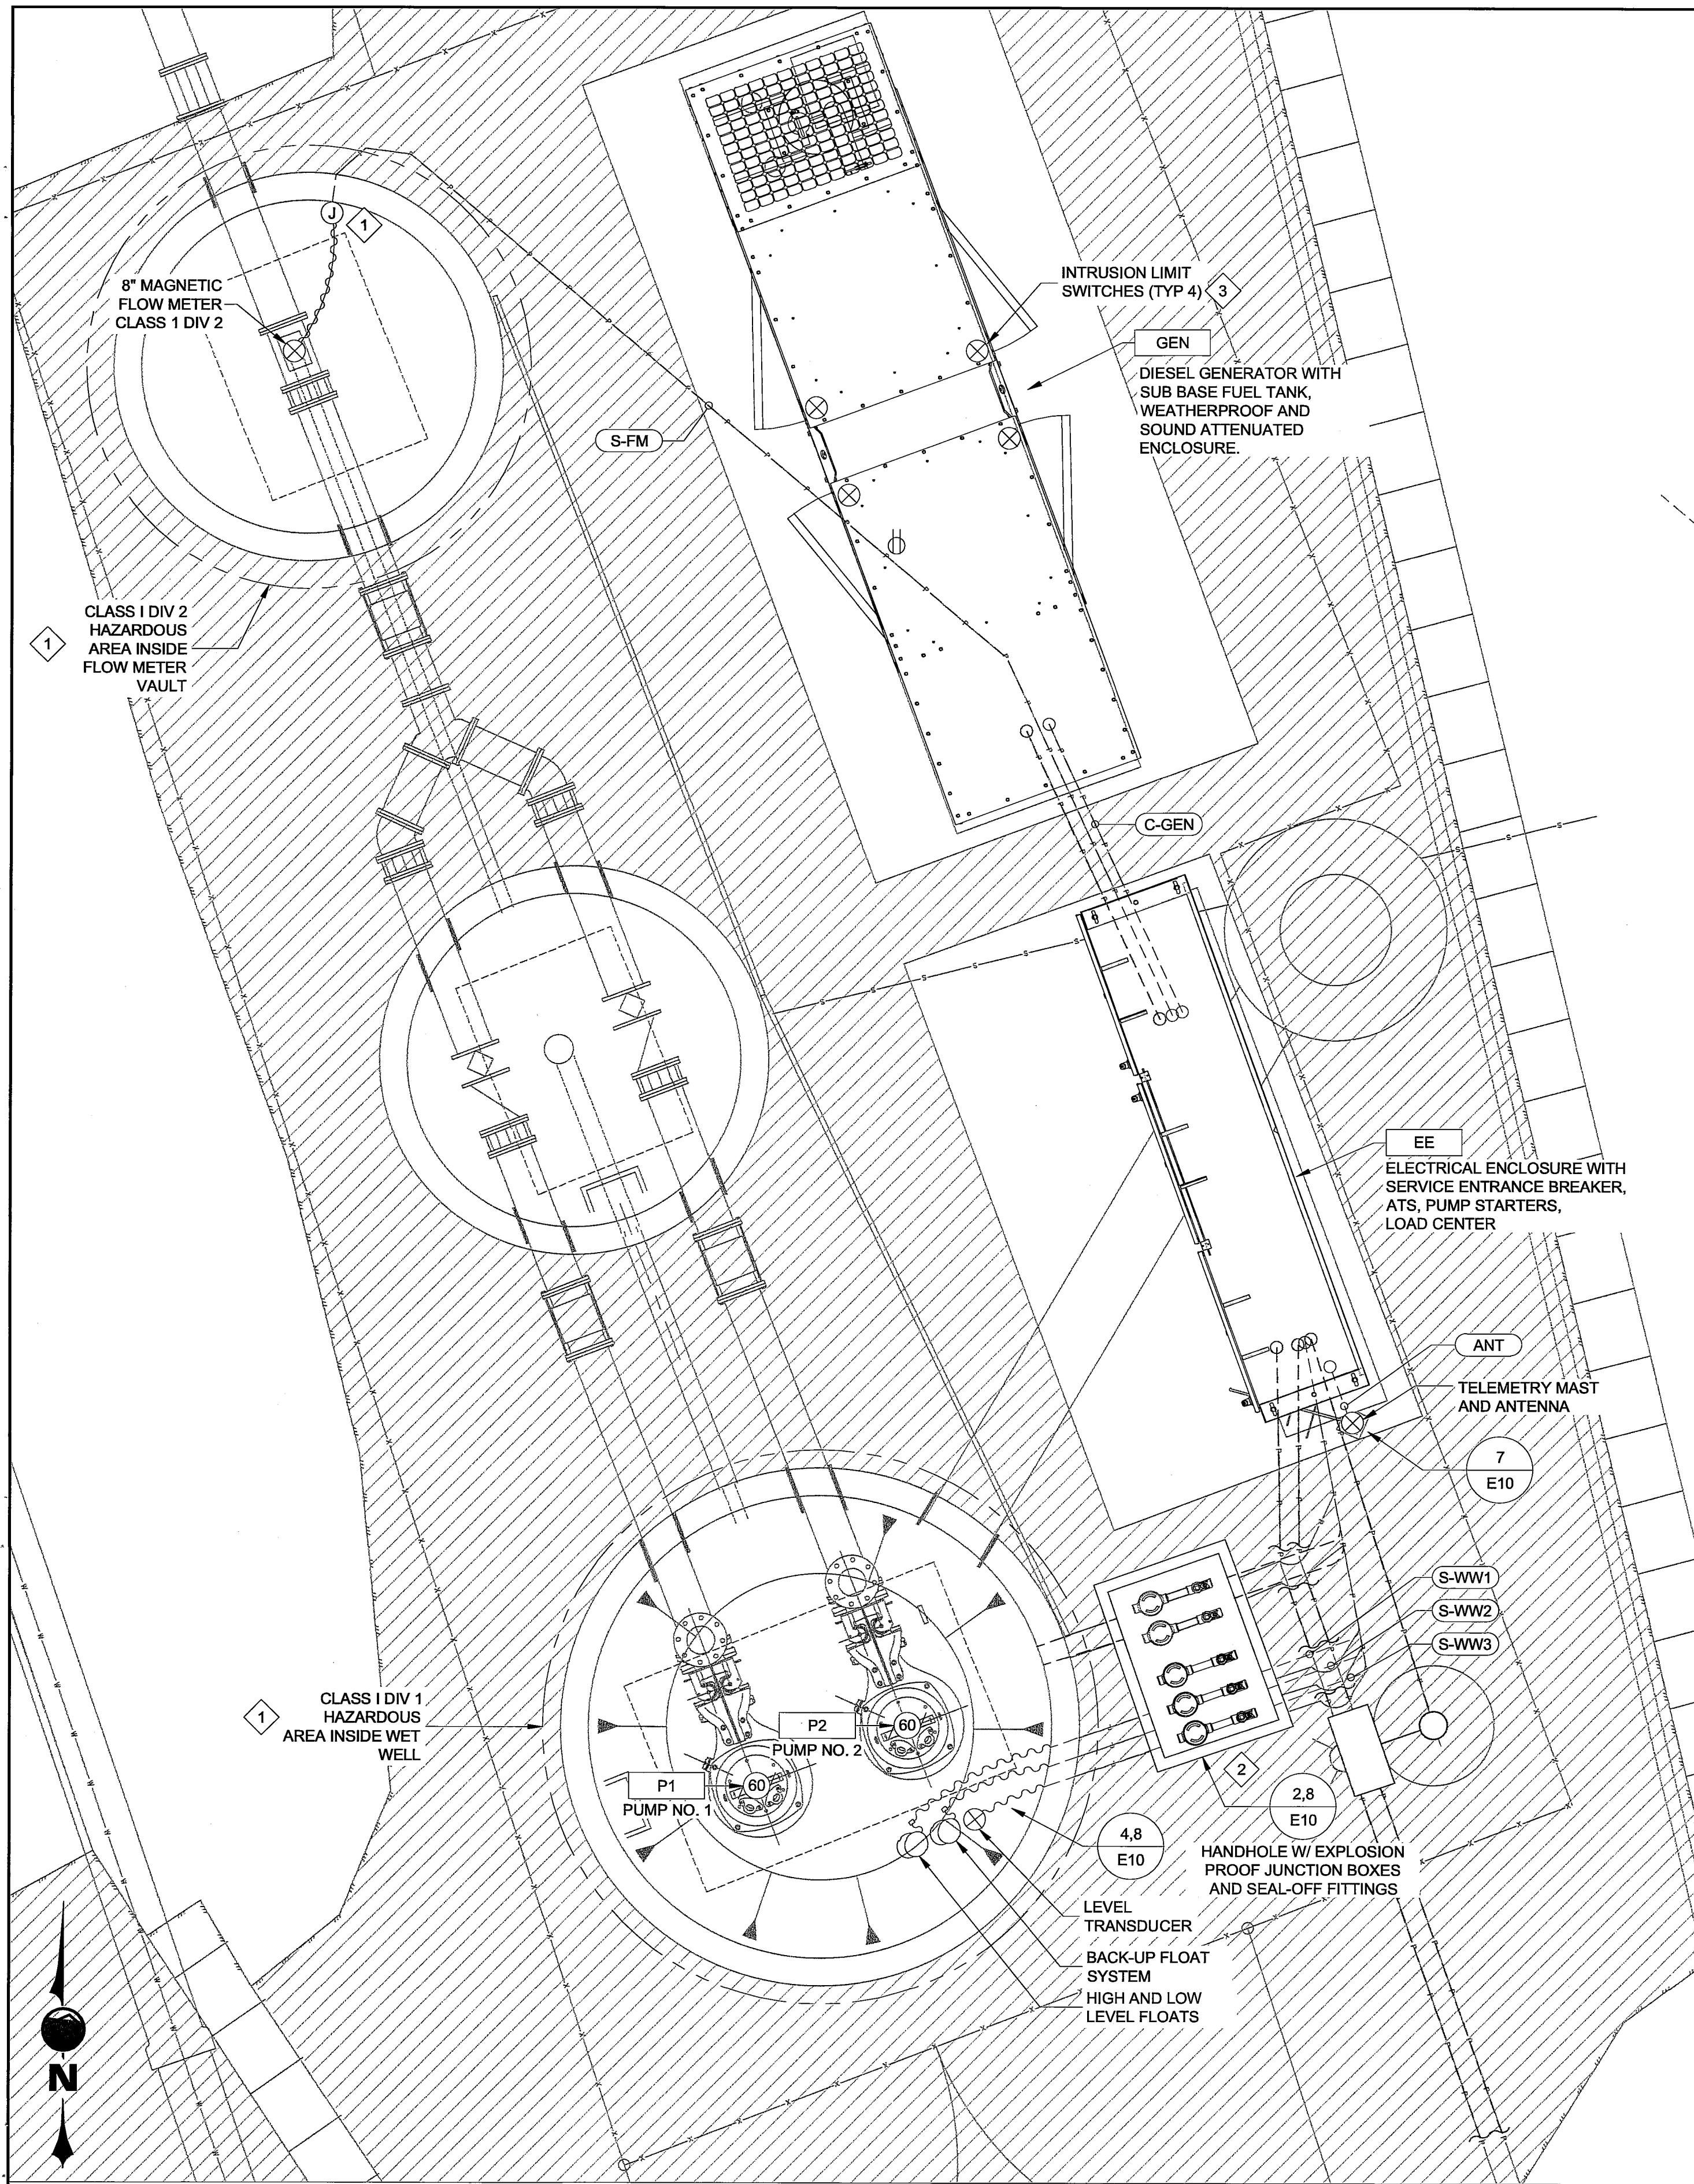 J
1
8" MAGNETIC
FLOW METER
CLASS 1 DIV 2
INTRUSION LIMIT
SWITCHES (TYP 4)
3
GEN
DIESEL GENERATOR WITH
SUB BASE FUEL TANK,
WEATHERPROOF AND
SOUND ATTENUATED
ENCLOSURE.
S-FM
1
CLASS I DIV 2
HAZARDOUS
AREA INSIDE
FLOW METER
VAULT
C-GEN
EE
ELECTRICAL ENCLOSURE WITH
SERVICE ENTRANCE BREAKER,
ATS, PUMP STARTERS,
LOAD CENTER
ANT
TELEMETRY MAST
AND ANTENNA
7
E10
S-WW1
S-WW2
S-WW3
1
CLASS I DIV 1
HAZARDOUS
AREA INSIDE WET
WELL
P2
60
PUMP NO. 2
P1
60
PUMP NO. 1
2
2,8
E10
HANDHOLE W/ EXPLOSION
PROOF JUNCTION BOXES
AND SEAL-OFF FITTINGS
4,8
E10
LEVEL
TRANSDUCER
BACK-UP FLOAT
SYSTEM
HIGH AND LOW
LEVEL FLOATS
N